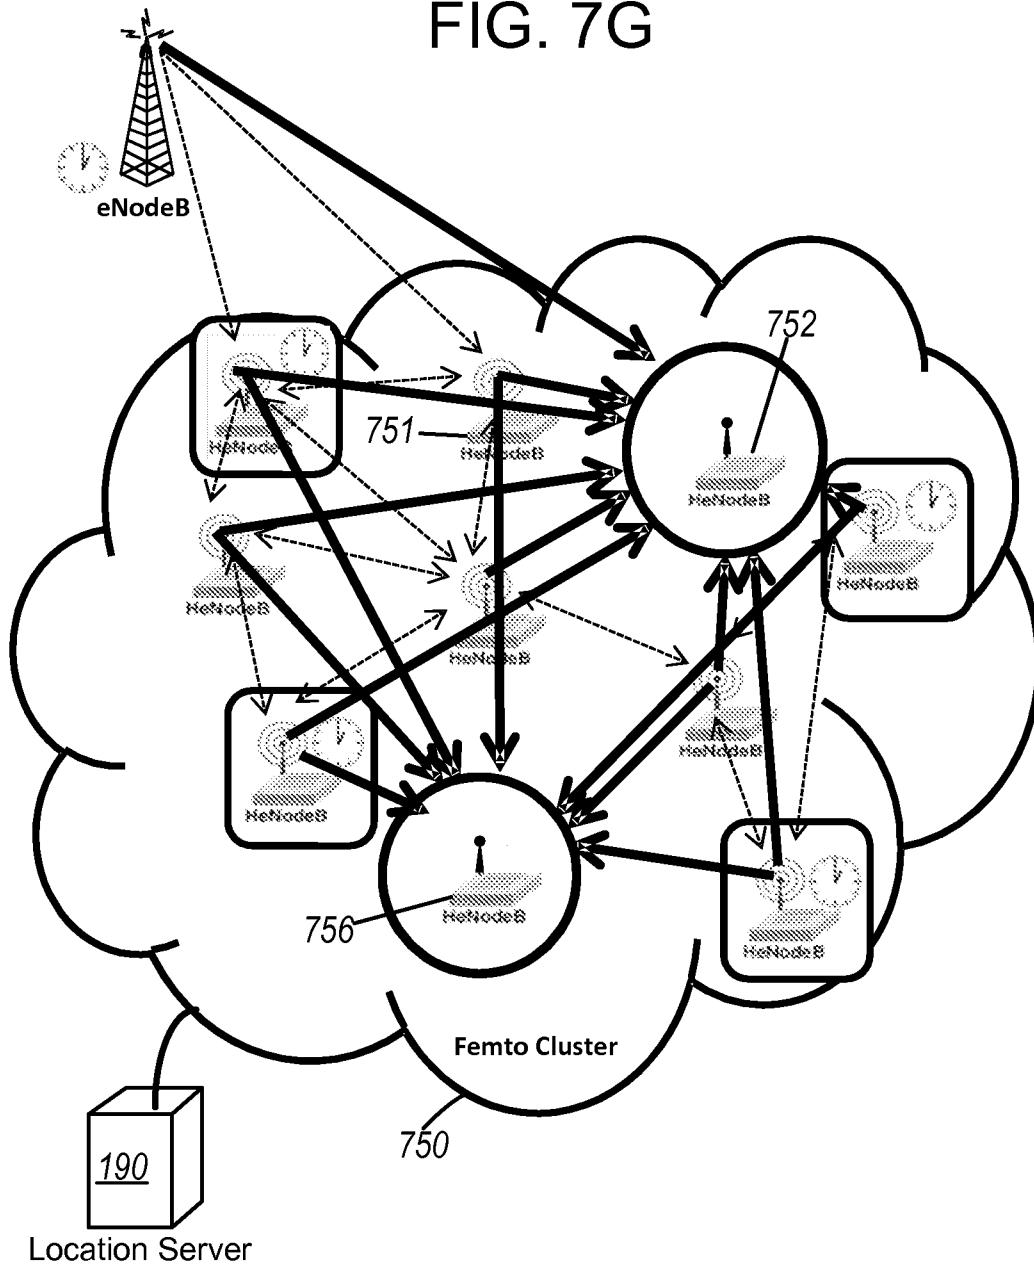 FIG. 7G
eNodeB
752
751
HeNodeB
HeNodeB
HeNodeB
HeNodeB
HeNodeB
HeNodeB
HeNodeB
HeNodeB
756
HeNodeB
HeNodeB
Femto Cluster
750
190
Location Server